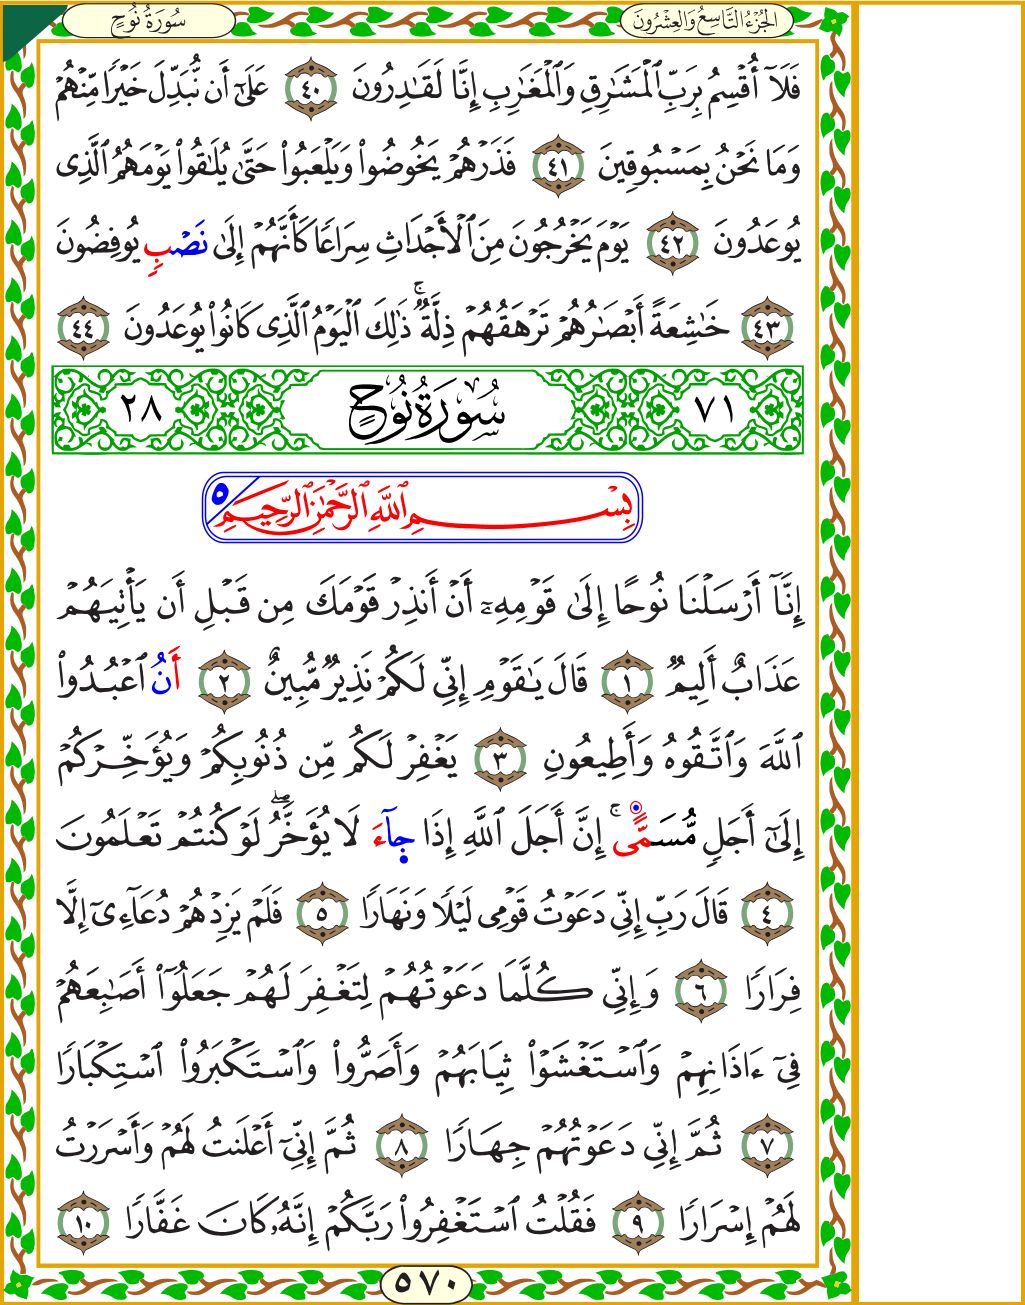 الجُزْءُ التَّاسِعُ وَالعِشْرُونَ
سُورَةُ نُوحٍ
فَلَآ أُقْسِمُ بِرَبِّ ٱلْمَشَٰرِقِ وَٱلْمَغَٰرِبِ إِنَّا لَقَٰدِرُونَ ٤٠ عَلَىٰٓ أَن نُّبَدِّلَ خَيْرًا مِّنْهُمْ
وَمَا نَحْنُ بِمَسْبُوقِينَ ٤١ فَذَرْهُمْ يَخُوضُوا۟ وَيَلْعَبُوا۟ حَتَّىٰ يُلَٰقُوا۟ يَوْمَهُمُ ٱلَّذِى
يُوعَدُونَ ٤٢ يَوْمَ يَخْرُجُونَ مِنَ ٱلْأَجْدَاثِ سِرَاعًا كَأَنَّهُمْ إِلَىٰ نَصْبٍ يُوفِضُونَ
٤٣ خَٰشِعَةً أَبْصَٰرُهُمْ تَرْهَقُهُمْ ذِلَّةٌ ۚ ذَٰلِكَ ٱلْيَوْمُ ٱلَّذِى كَانُوا۟ يُوعَدُونَ ٤٤
٧١ سُورَةُ نُوحٍ ٢٨
بِسْمِ ٱللَّهِ ٱلرَّحْمَٰنِ ٱلرَّحِيمِ ٥
إِنَّآ أَرْسَلْنَا نُوحًا إِلَىٰ قَوْمِهِۦٓ أَنْ أَنذِرْ قَوْمَكَ مِن قَبْلِ أَن يَأْتِيَهُمْ
عَذَابٌ أَلِيمٌ ١ قَالَ يَٰقَوْمِ إِنِّى لَكُمْ نَذِيرٌ مُّبِينٌ ٢ أَنُ ٱعْبُدُوا۟
ٱللَّهَ وَٱتَّقُوهُ وَأَطِيعُونِ ٣ يَغْفِرْ لَكُم مِّن ذُنُوبِكُمْ وَيُؤَخِّرْكُمْ
إِلَىٰٓ أَجَلٍ مُّسَمًّى ۚ إِنَّ أَجَلَ ٱللَّهِ إِذَا جَآءَ لَا يُؤَخَّرُ ۖ لَوْ كُنتُمْ تَعْلَمُونَ
٤ قَالَ رَبِّ إِنِّى دَعَوْتُ قَوْمِى لَيْلًا وَنَهَارًا ٥ فَلَمْ يَزِدْهُمْ دُعَآءِىٓ إِلَّا
فِرَارًا ٦ وَإِنِّى كُلَّمَا دَعَوْتُهُمْ لِتَغْفِرَ لَهُمْ جَعَلُوٓا۟ أَصَٰبِعَهُمْ
فِىٓ ءَاذَانِهِمْ وَٱسْتَغْشَوْا۟ ثِيَابَهُمْ وَأَصَرُّوا۟ وَٱسْتَكْبَرُوا۟ ٱسْتِكْبَارًا
٧ ثُمَّ إِنِّى دَعَوْتُهُمْ جِهَارًا ٨ ثُمَّ إِنِّىٓ أَعْلَنتُ لَهُمْ وَأَسْرَرْتُ
لَهُمْ إِسْرَارًا ٩ فَقُلْتُ ٱسْتَغْفِرُوا۟ رَبَّكُمْ إِنَّهُۥ كَانَ غَفَّارًا ١٠
٥٧٠